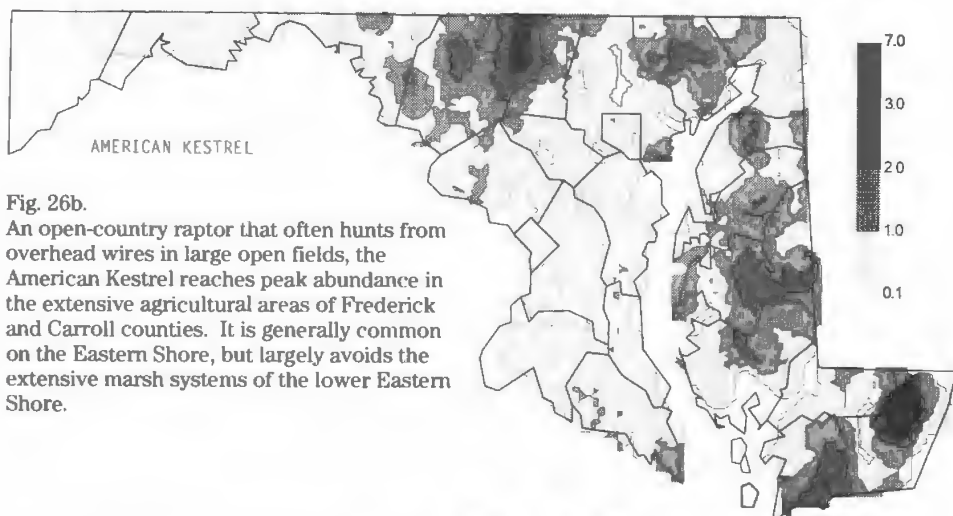 AMERICAN KESTREL
Fig. 26b.
An open-country raptor that often hunts from
overhead wires in large open fields, the
American Kestrel reaches peak abundance in
the extensive agricultural areas of Frederick
and Carroll counties. It is generally common
on the Eastern Shore, but largely avoids the
extensive marsh systems of the lower Eastern
Shore.
7.0
3.0
2.0
1.0
0.1